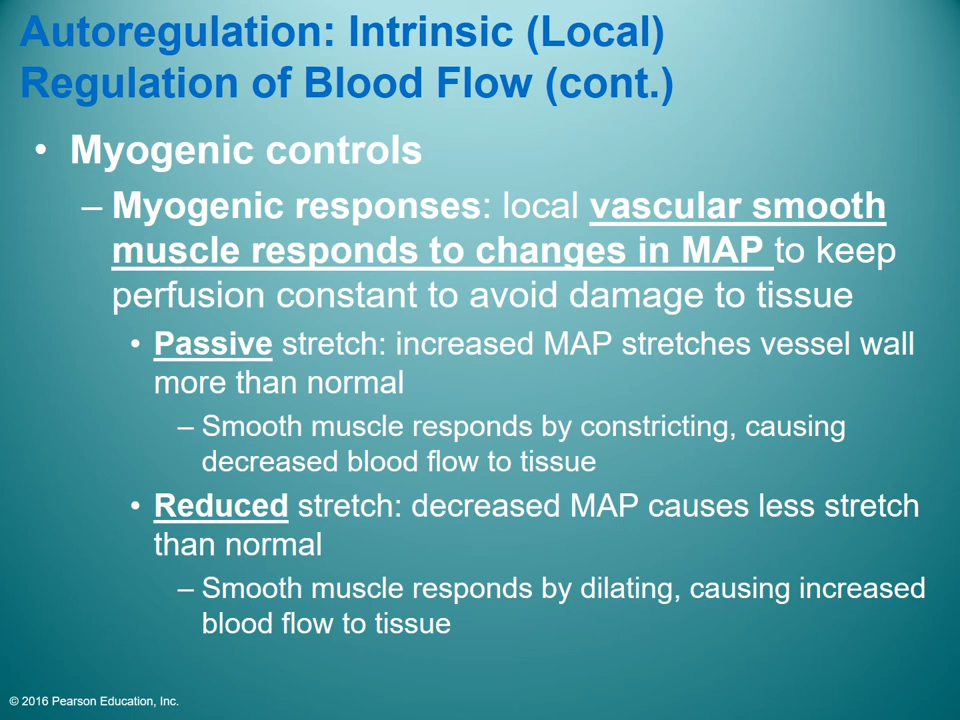 Autoregulation: Intrinsic (Local)
Regulation of Blood Flow (cont.)
• Myogenic controls
– Myogenic responses: local vascular smooth
muscle responds to changes in MAP to keep
perfusion constant to avoid damage to tissue
• Passive stretch: increased MAP stretches vessel wall
more than normal
– Smooth muscle responds by constricting, causing
decreased blood flow to tissue
• Reduced stretch: decreased MAP causes less stretch
than normal
– Smooth muscle responds by dilating, causing increased
blood flow to tissue
© 2016 Pearson Education, Inc.